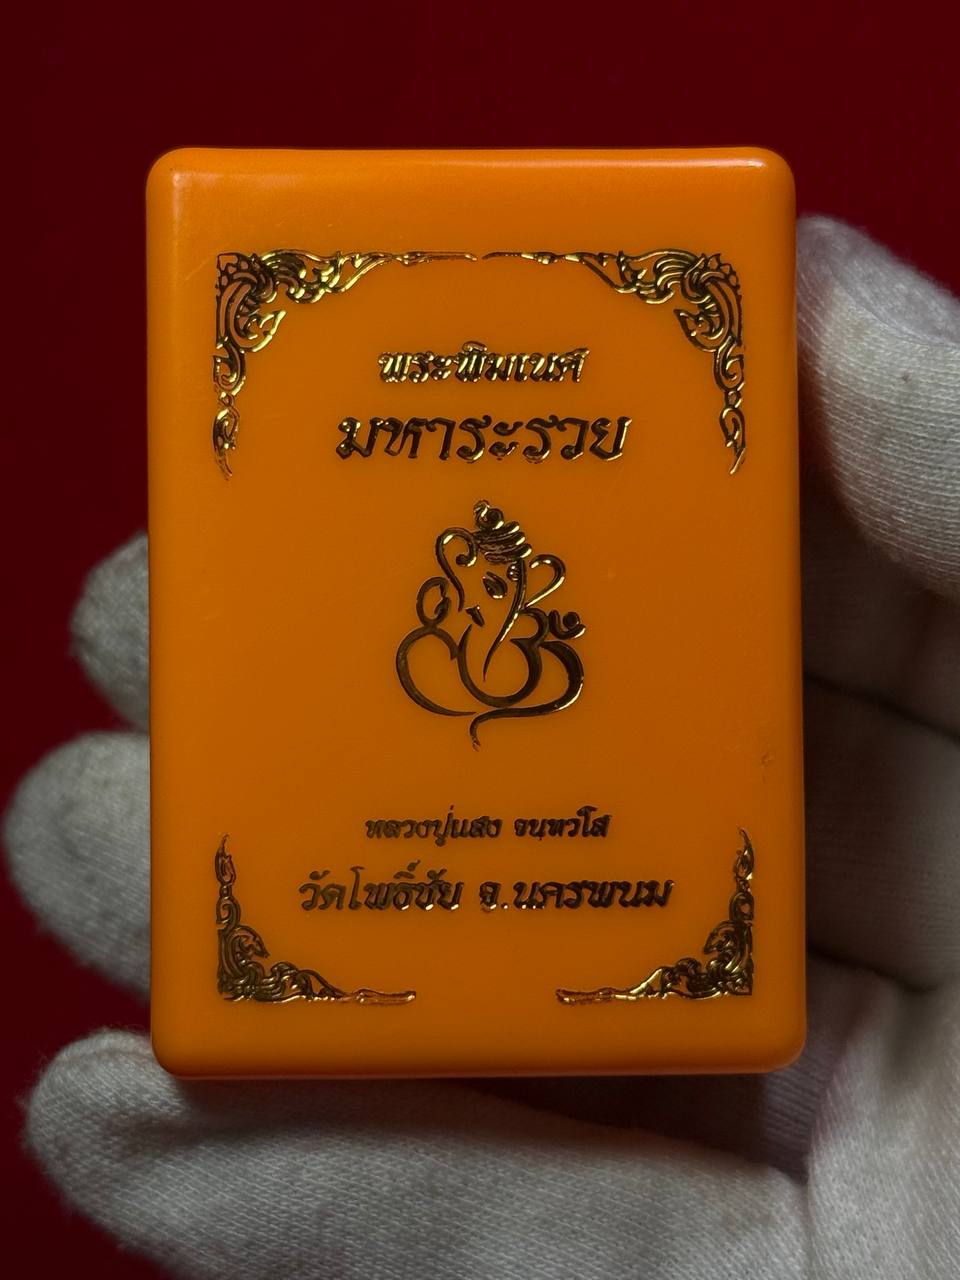 พระพิฆเนศ
มหาระรวย
หลวงปู่แสง จนฺทวํโส
วัดโพธิ์ชัย จ.นครพนม